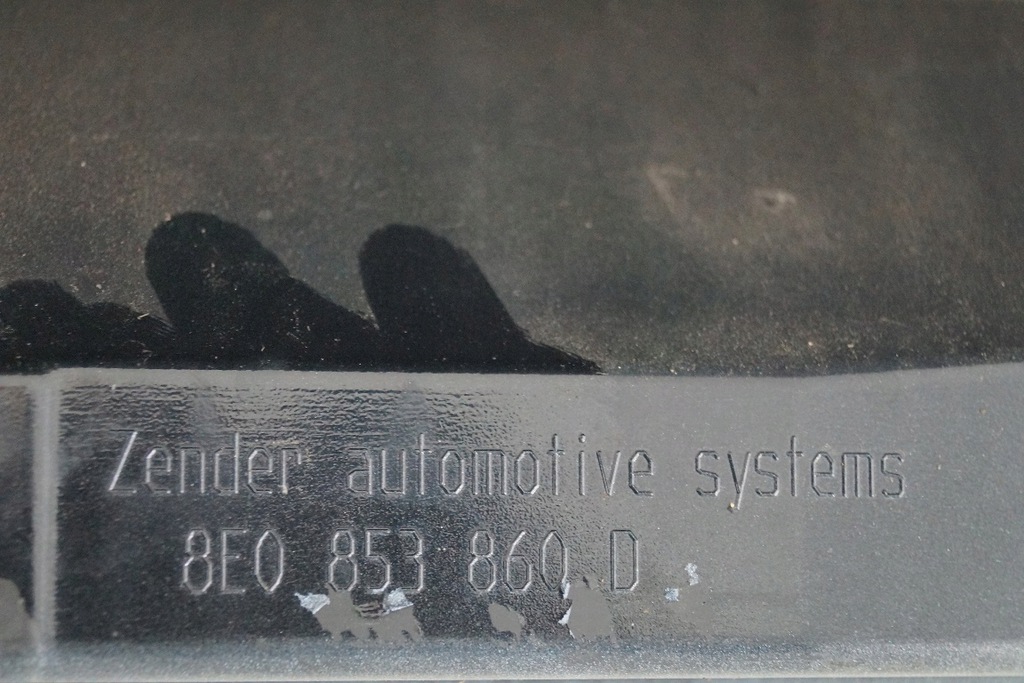 Zender automotive systems
8E0 853 860 D